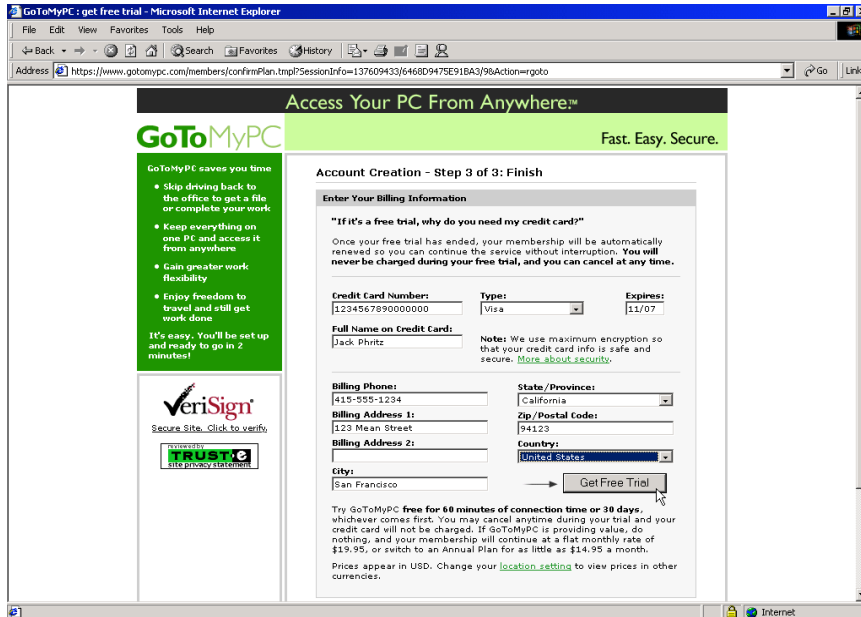 GoToMyPC : get free trial - Microsoft Internet Explorer
File Edit View Favorites Tools Help
Back Search Favorites History
Address https://www.gotomypc.com/members/confirmPlan.tmpl?SessionInfo=137609433/6468D9475E91BA3/9&Action=rgoto Go Link
Access Your PC From Anywhere.™
GoToMyPC
Fast. Easy. Secure.
GoToMyPC saves you time
• Skip driving back to
the office to get a file
or complete your work
• Keep everything on
one PC and access it
from anywhere
• Gain greater work
flexibility
• Enjoy freedom to
travel and still get
work done
It's easy. You'll be set up
and ready to go in 2
minutes!
VeriSign
Secure Site. Click to verify.
reviewed by
TRUSTe
site privacy statement
Account Creation - Step 3 of 3: Finish
Enter Your Billing Information
"If it's a free trial, why do you need my credit card?"
Once your free trial has ended, your membership will be automatically
renewed so you can continue the service without interruption. You will
never be charged during your free trial, and you can cancel at any time.
Credit Card Number: Type: Expires:
1234567890000000 Visa 11/07
Full Name on Credit Card:
Jack Phritz
Note: We use maximum encryption so
that your credit card info is safe and
secure. More about security.
Billing Phone: State/Province:
415-555-1234 California
Billing Address 1: Zip/Postal Code:
123 Mean Street 94123
Billing Address 2: Country:
United States
City:
San Francisco Get Free Trial
Try GoToMyPC free for 60 minutes of connection time or 30 days,
whichever comes first. You may cancel anytime during your trial and your
credit card will not be charged. If GoToMyPC is providing value, do
nothing, and your membership will continue at a flat monthly rate of
$19.95, or switch to an Annual Plan for as little as $14.95 a month.
Prices appear in USD. Change your location setting to view prices in other
currencies.
Internet